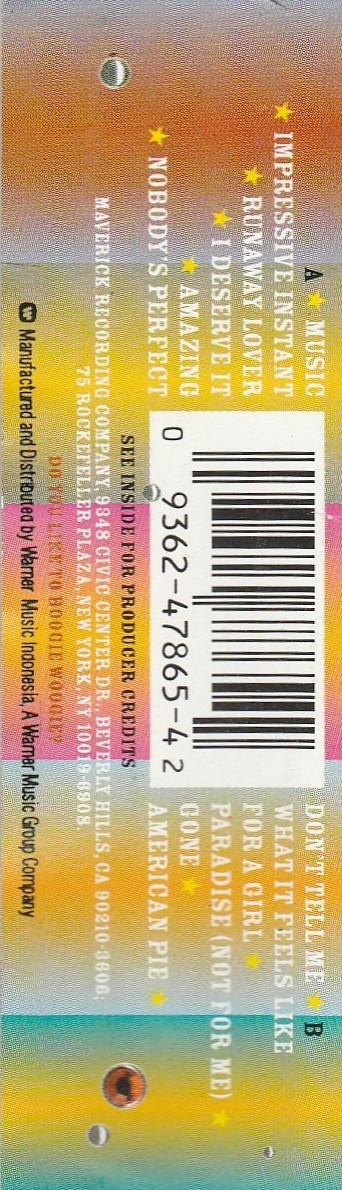 A ★ MUSIC
★ IMPRESSIVE INSTANT
★ RUNAWAY LOVER
★ I DESERVE IT
★ AMAZING
★ NOBODY'S PERFECT
0 9362-47865-4 2
DON'T TELL ME ★ B
WHAT IT FEELS LIKE
FOR A GIRL ★
PARADISE (NOT FOR ME) ★
GONE ★
AMERICAN PIE ★
SEE INSIDE FOR PRODUCER CREDITS
MAVERICK RECORDING COMPANY, 9348 CIVIC CENTER DR., BEVERLY HILLS, CA 90210-3606;
75 ROCKEFELLER PLAZA, NEW YORK, NY 10019-6908.
DO YOU LIKE TO BOOGIE WOOGIE?
Manufactured and Distributed by Warner Music Indonesia, A Warner Music Group Company